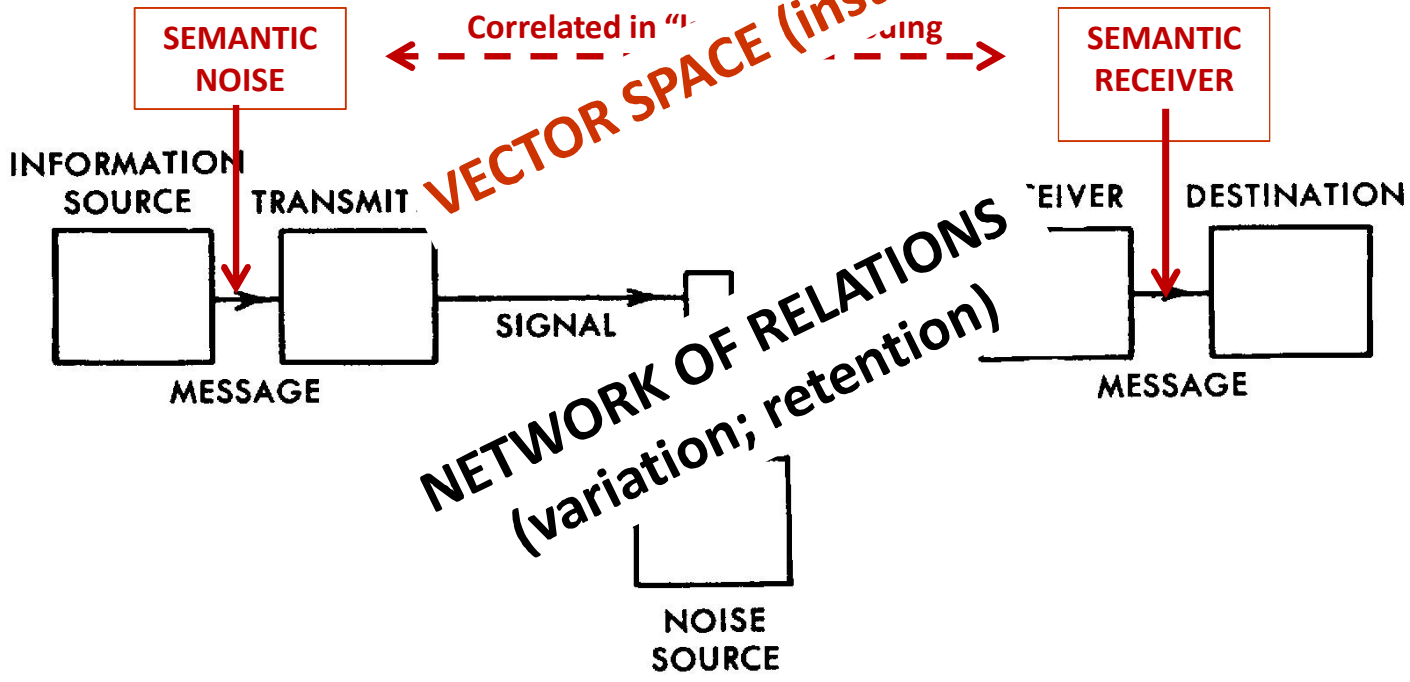 SEMANTIC
NOISE
Correlated in
SEMANTIC
RECEIVER
VECTOR SPACE
INFORMATION
SOURCE
TRANSMIT
DESTINATION
SIGNAL
MESSAGE
NETWORK OF RELATIONS
(variation; retention)
MESSAGE
NOISE
SOURCE